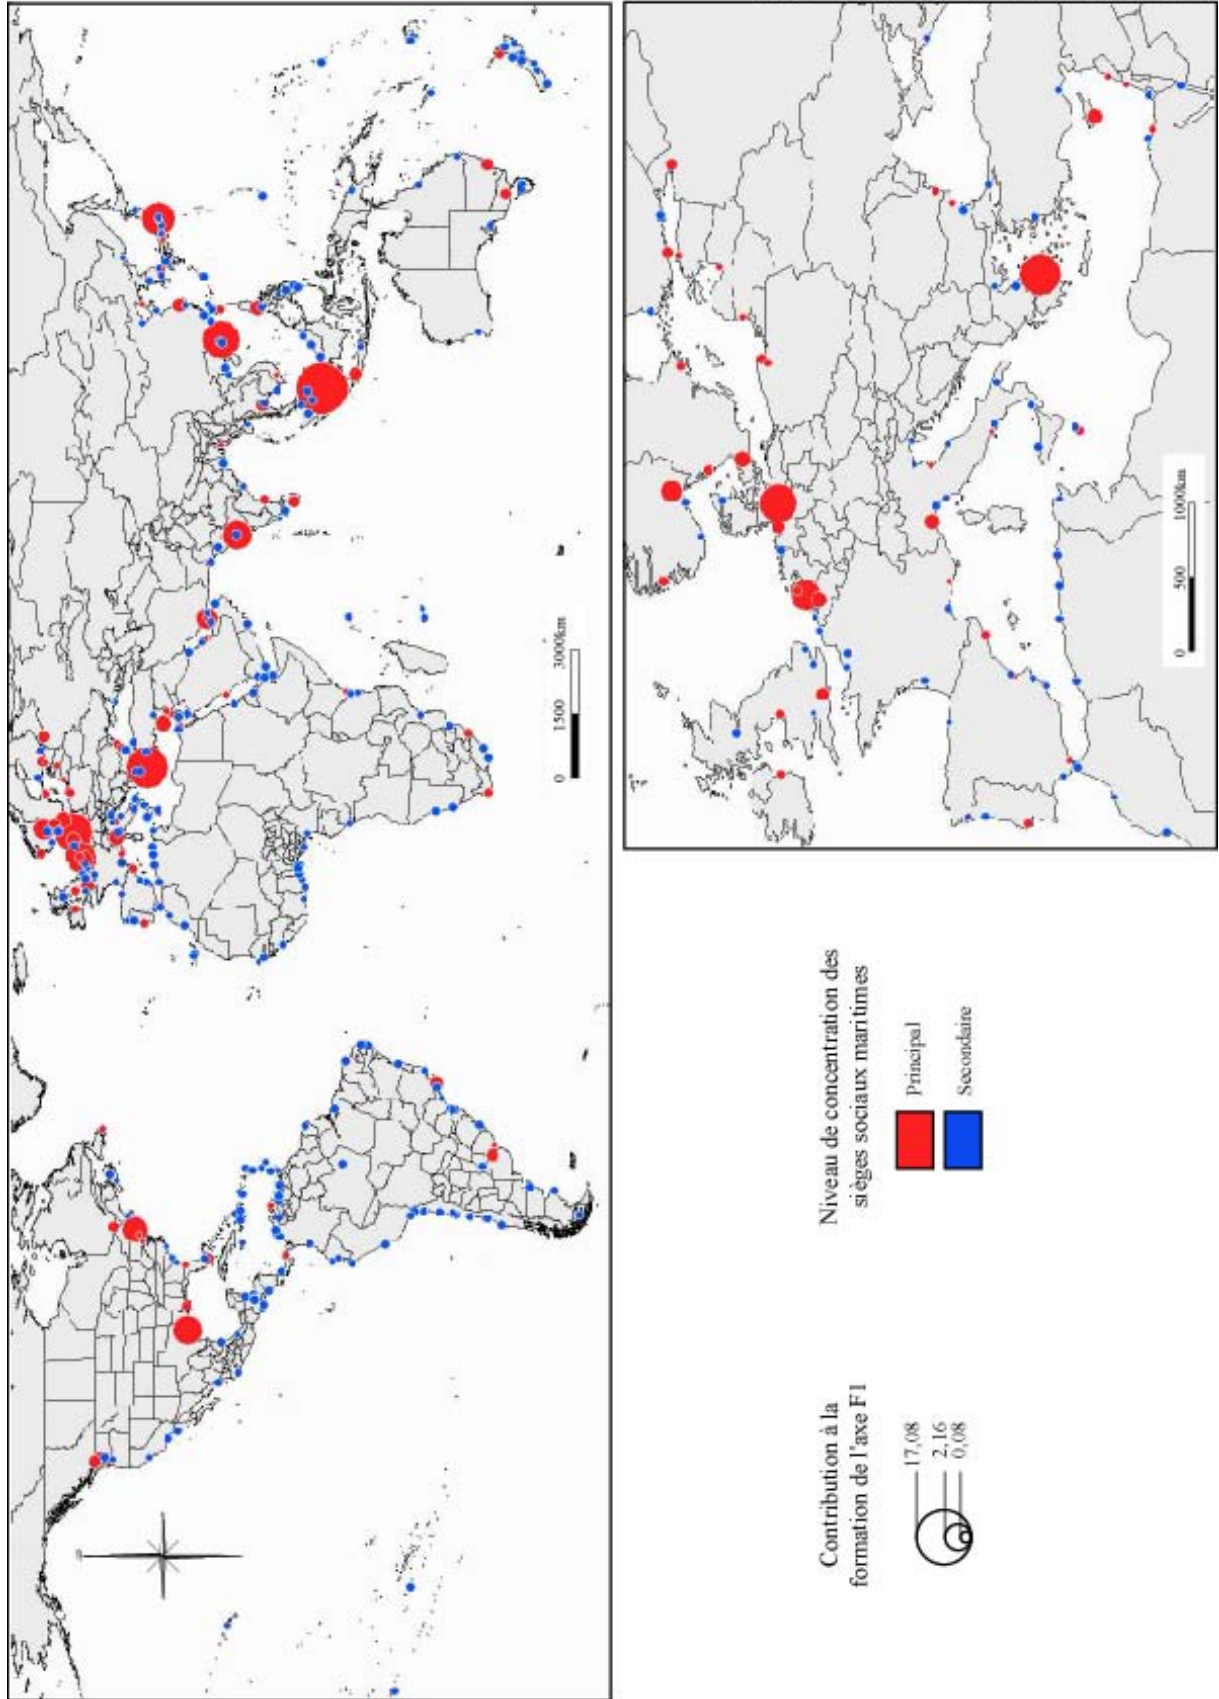 0 1500 3000km
0 500 1000km
Contribution à la
formation de l'axe F1
17,08
2,16
0,08
Niveau de concentration des
sièges sociaux maritimes
Principal
Secondaire